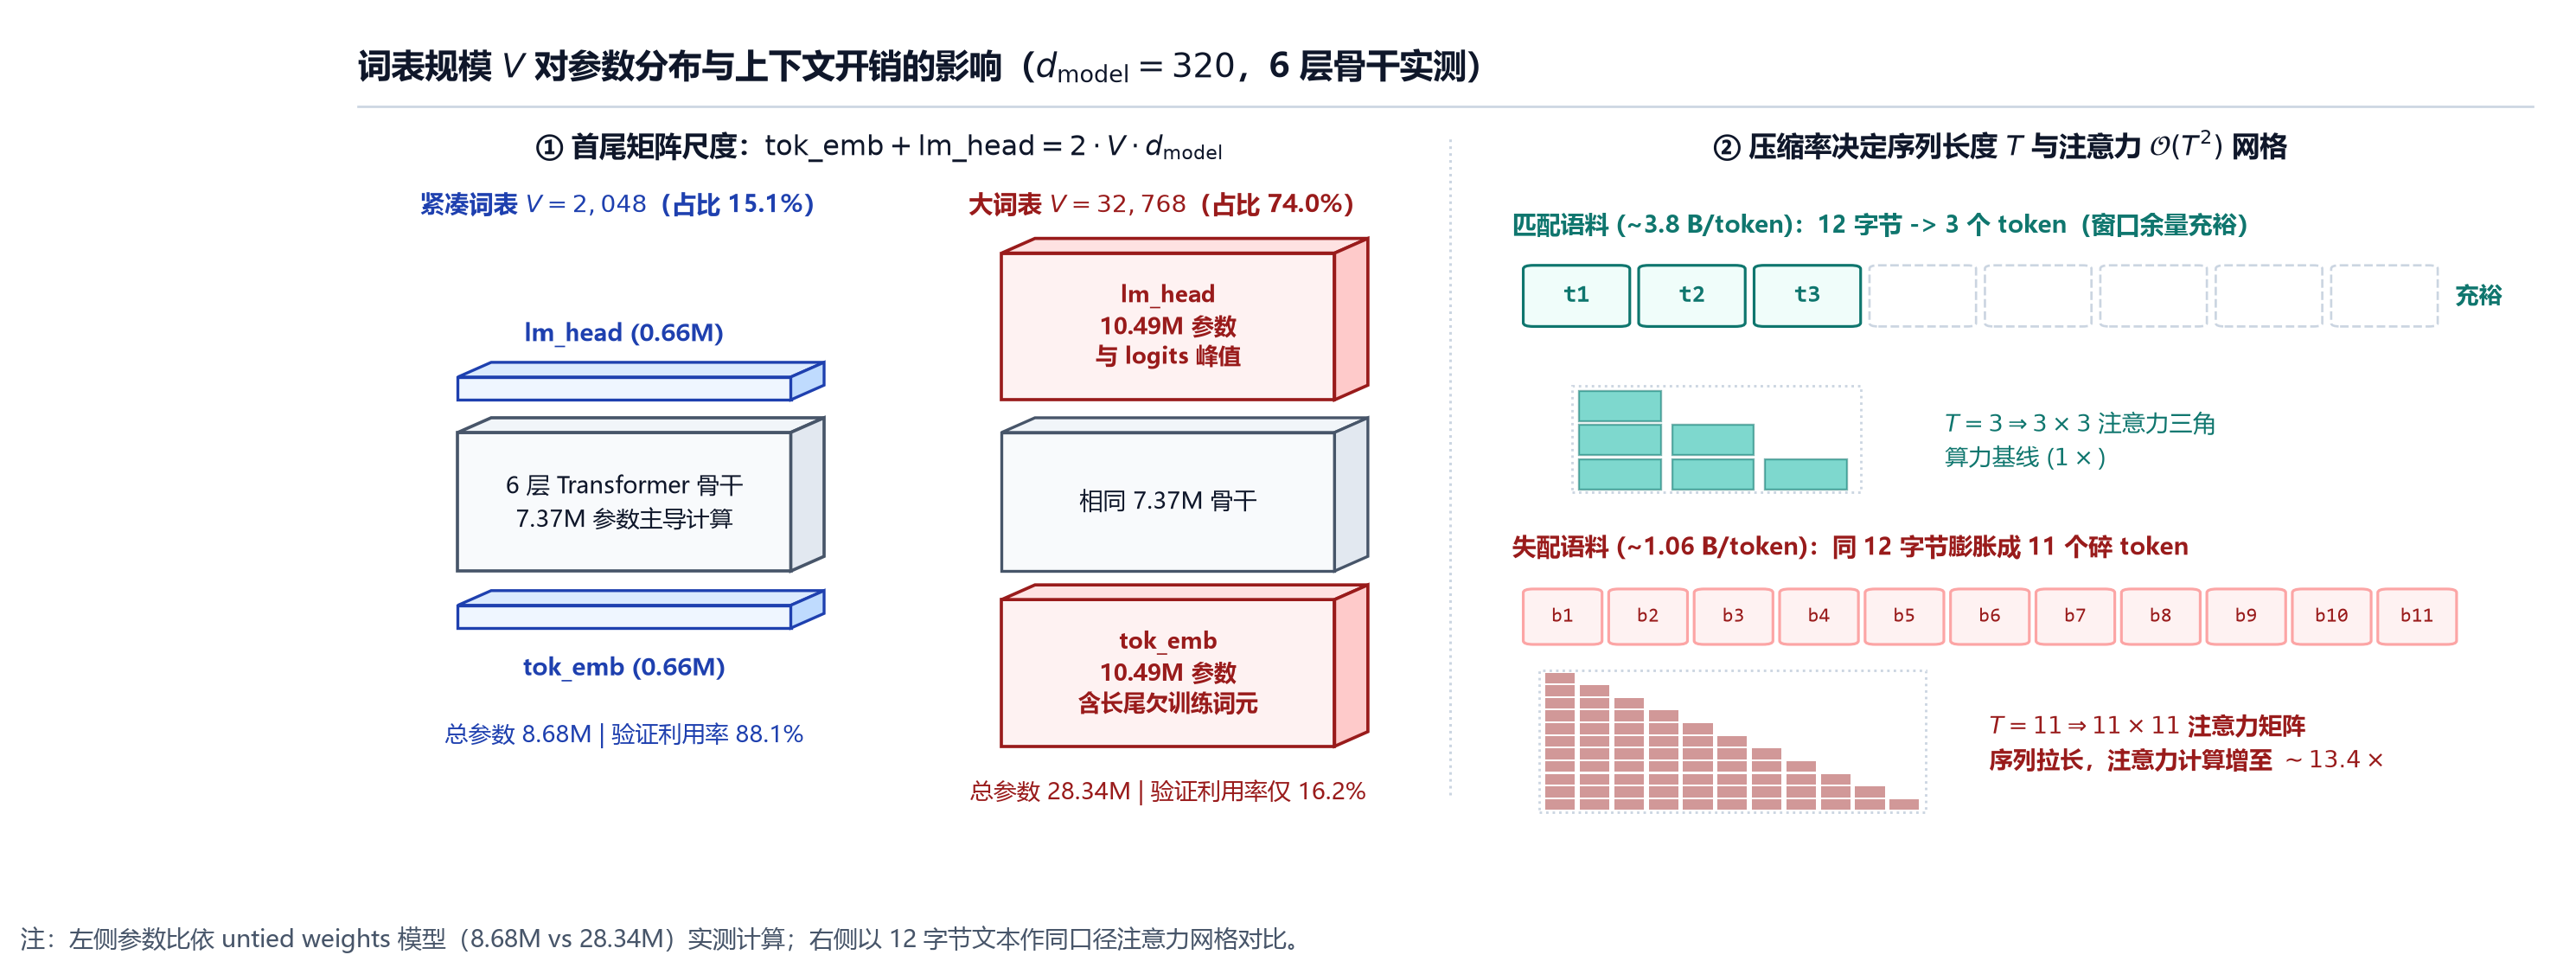 词表规模 V 对参数分布与上下文开销的影响（d_model = 320，6 层骨干实测）
① 首尾矩阵尺度：tok_emb + lm_head = 2 · V · d_model
紧凑词表 V = 2, 048（占比 15.1%）
大词表 V = 32, 768（占比 74.0%）
lm_head (0.66M)
6 层 Transformer 骨干
7.37M 参数主导计算
tok_emb (0.66M)
总参数 8.68M | 验证利用率 88.1%
lm_head
10.49M 参数
与 logits 峰值
相同 7.37M 骨干
tok_emb
10.49M 参数
含长尾欠训练词元
总参数 28.34M | 验证利用率仅 16.2%
② 压缩率决定序列长度 T 与注意力 𝒪(T²) 网格
匹配语料 (~3.8 B/token)：12 字节 -> 3 个 token（窗口余量充裕）
t1 t2 t3 充裕
T = 3 ⇒ 3 × 3 注意力三角
算力基线 (1 ×)
失配语料 (~1.06 B/token)：同 12 字节膨胀成 11 个碎 token
b1 b2 b3 b4 b5 b6 b7 b8 b9 b10 b11
T = 11 ⇒ 11 × 11 注意力矩阵
序列拉长，注意力计算增至 ~ 13.4 ×
注：左侧参数比依 untied weights 模型（8.68M vs 28.34M）实测计算；右侧以 12 字节文本作同口径注意力网格对比。